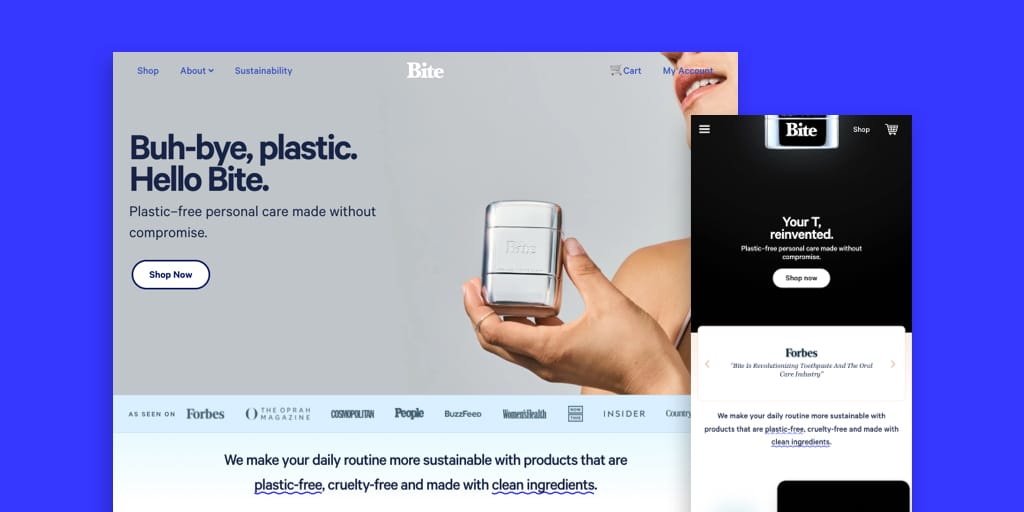 Shop About Sustainability Bite Cart My Account
Buh-bye, plastic.
Hello Bite.
Plastic-free personal care made without
compromise.
Shop Now
Bite
AS SEEN ON Forbes THE OPRAH MAGAZINE COSMOPOLITAN People BuzzFeed Women'sHealth NOW THIS INSIDER Country
We make your daily routine more sustainable with products that are
plastic-free, cruelty-free and made with clean ingredients.
Bite Shop
Your T,
reinvented.
Plastic-free personal care made without
compromise.
Shop now
Forbes
"Bite Is Revolutionizing Toothpaste And The Oral
Care Industry"
We make your daily routine more sustainable with
products that are plastic-free, cruelty-free and made with
clean ingredients.